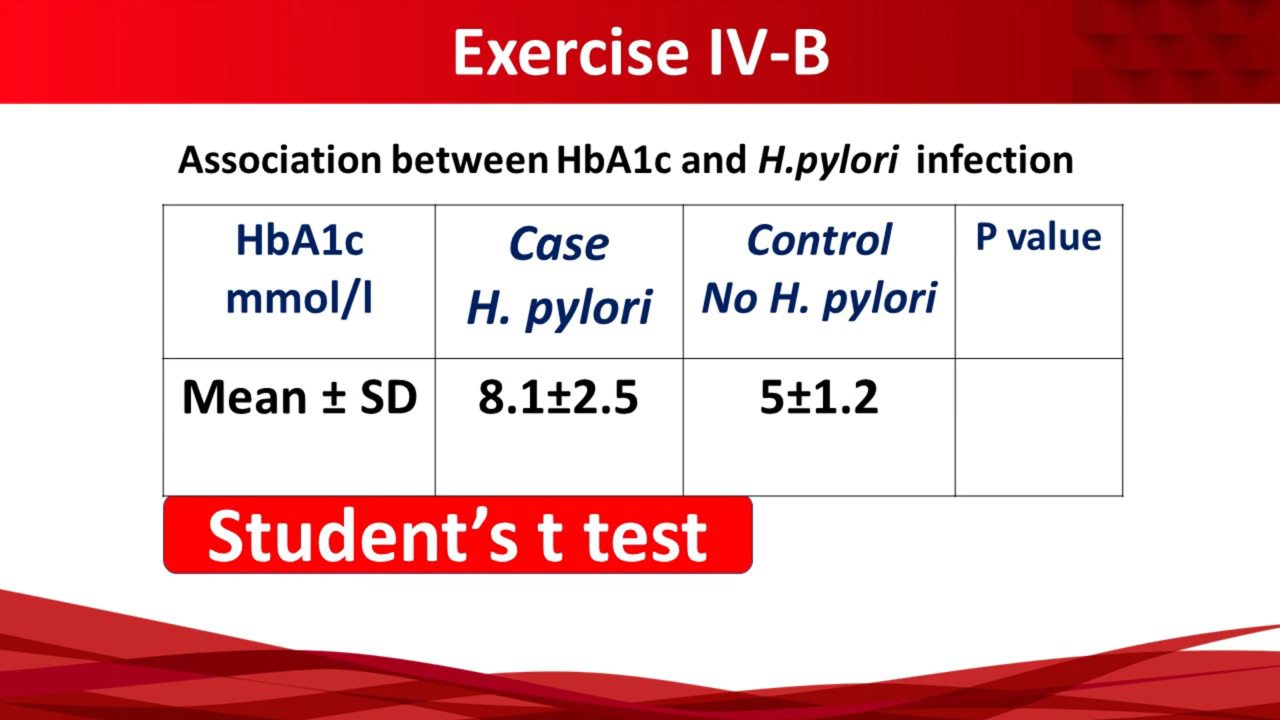 Exercise IV-B
Association between HbA1c and H.pylori infection
HbA1c
mmol/l
Case
H. pylori
Control
No H. pylori
P value
Mean ± SD
8.1±2.5
5±1.2
Student’s t test